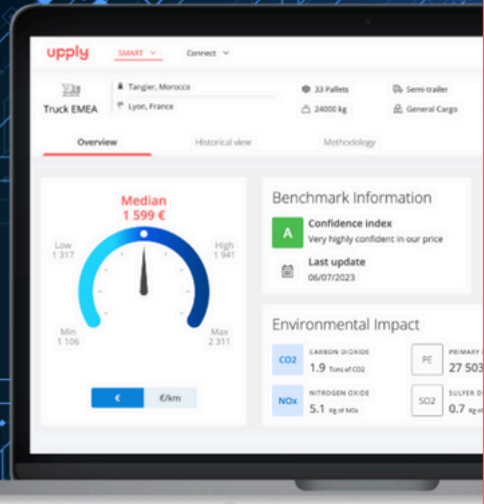 upply SMART Connect
Truck EMEA
Tangier, Morocco
Lyon, France
33 Pallets
24000 kg
Semi-trailer
General Cargo
Overview Historical view Methodology
Median
1 599 €
Low
1 317
High
1 941
Min
1 106
Max
2 311
€ €/km
Benchmark Information
A
Confidence index
Very highly confident in our price
Last update
06/07/2023
Environmental Impact
CO2
CARBON DIOXIDE
1.9 Tons of CO2
PE
PRIMARY
27 503
NOx
NITROGEN OXIDE
5.1 Kg of NOx
SO2
SULFER D
0.7 Kg of